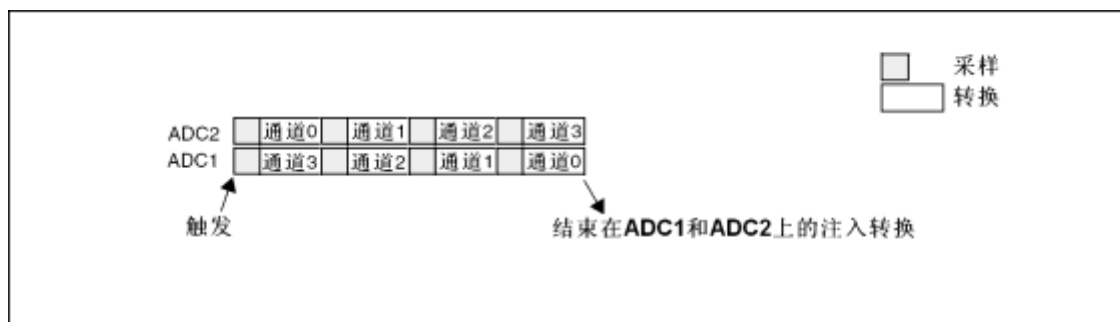 采样
转换
ADC2 通道0 通道1 通道2 通道3
ADC1 通道3 通道2 通道1 通道0
触发
结束在ADC1和ADC2上的注入转换